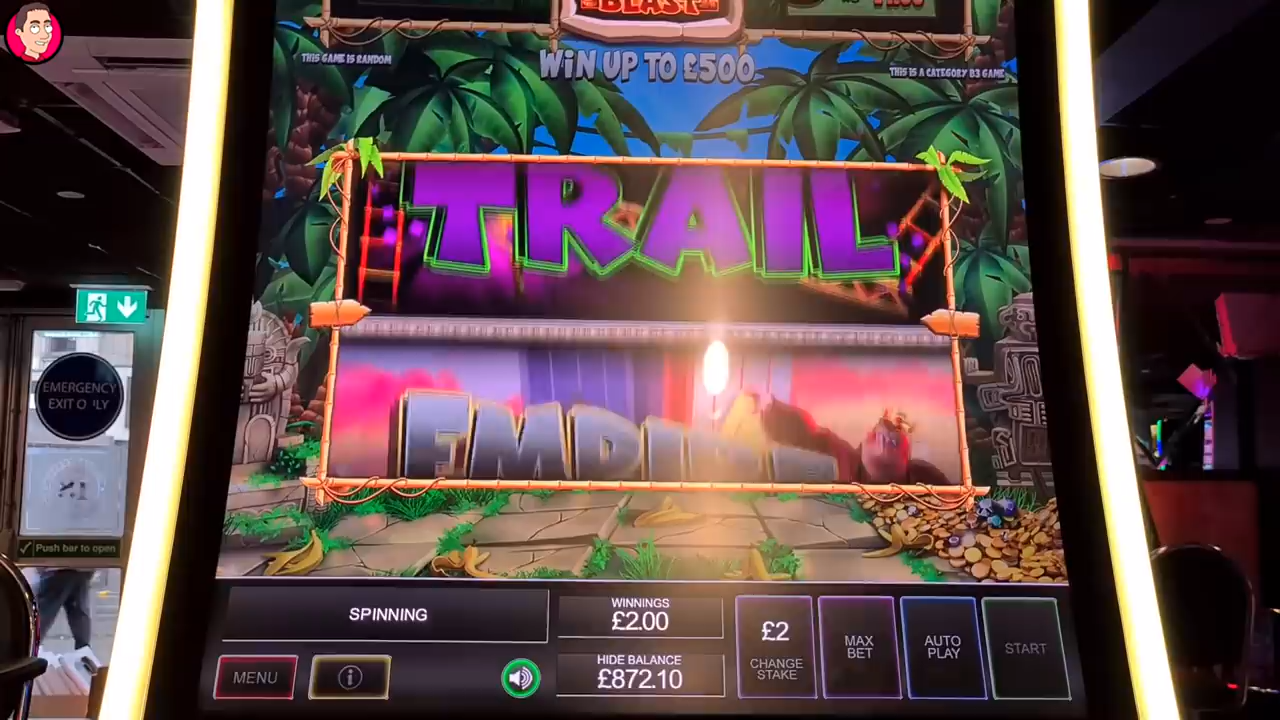 BLAST
THIS GAME IS RANDOM
WIN UP TO £500
THIS IS A CATEGORY B3 GAME
TRAIL
EMPIRE
EMERGENCY
EXIT ONLY
Push bar to open
SPINNING
WINNINGS
£2.00
£2
CHANGE
STAKE
MAX
BET
AUTO
PLAY
START
MENU
HIDE BALANCE
£872.10